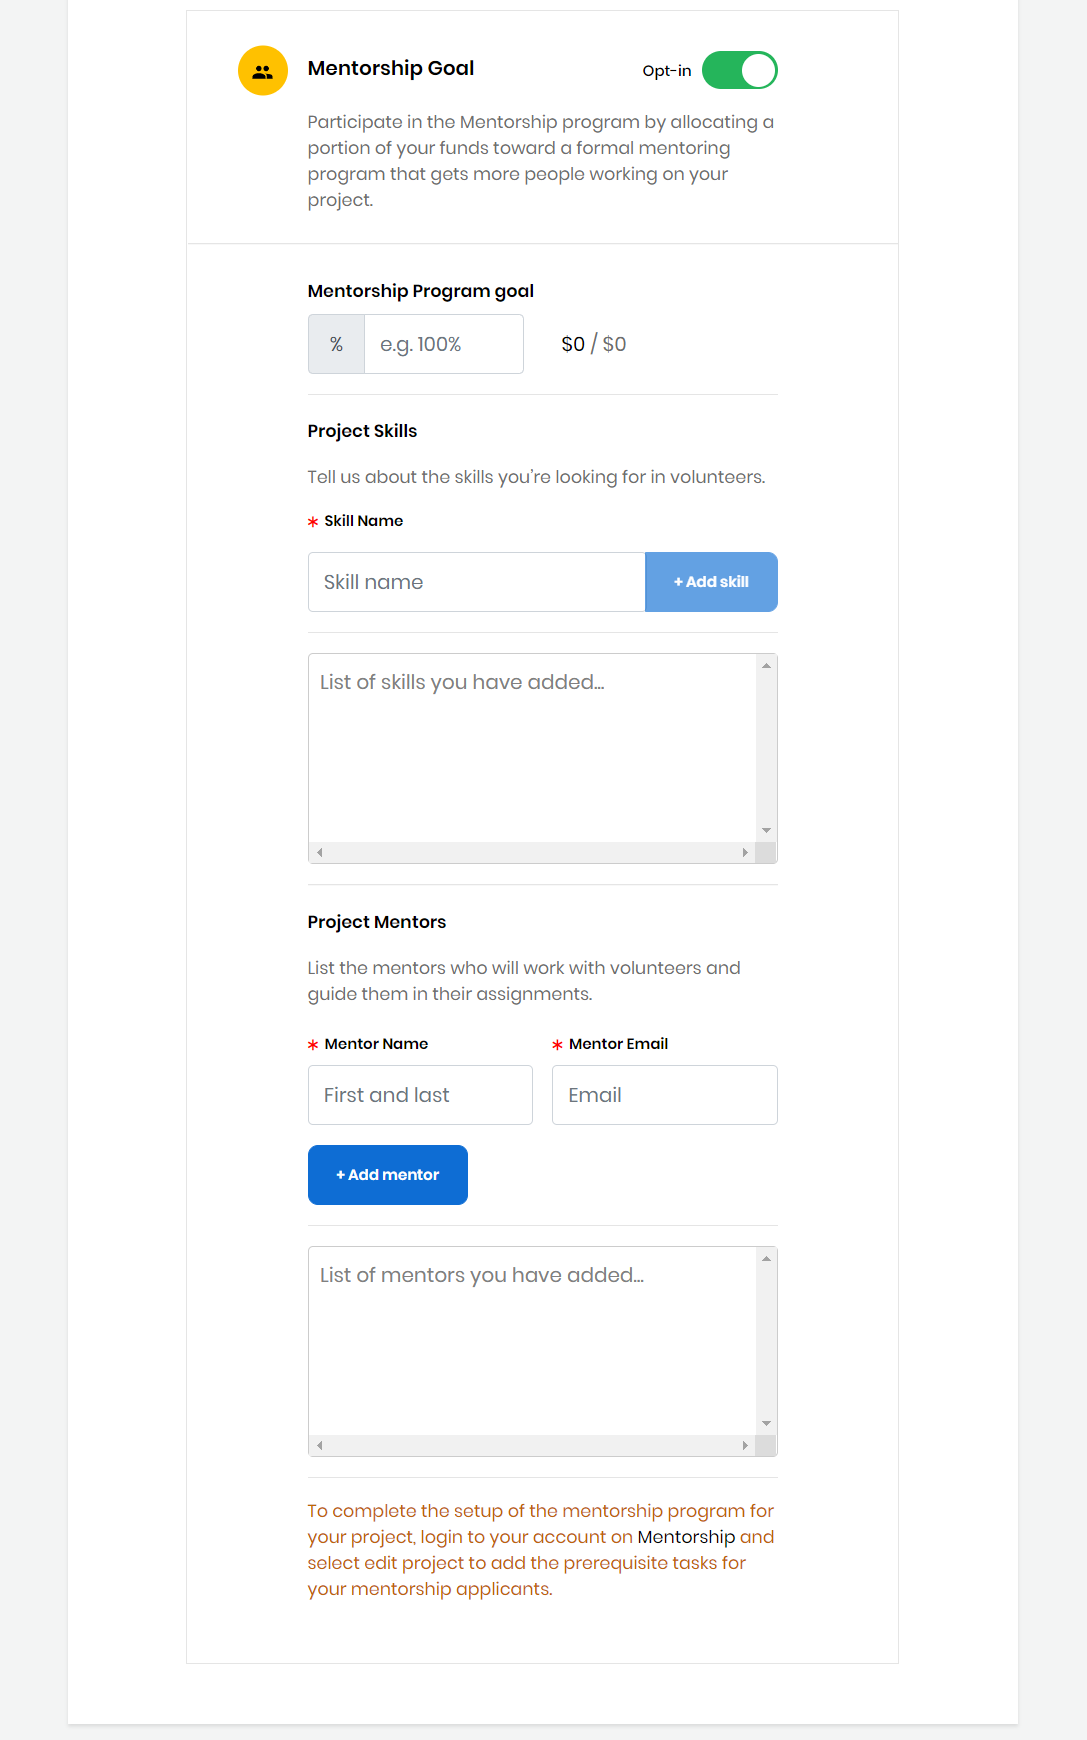 Mentorship Goal
Opt-in
Participate in the Mentorship program by allocating a
portion of your funds toward a formal mentoring
program that gets more people working on your
project.
Mentorship Program goal
% e.g. 100% $0 / $0
Project Skills
Tell us about the skills you’re looking for in volunteers.
* Skill Name
Skill name + Add skill
List of skills you have added...
Project Mentors
List the mentors who will work with volunteers and
guide them in their assignments.
* Mentor Name * Mentor Email
First and last Email
+ Add mentor
List of mentors you have added...
To complete the setup of the mentorship program for
your project, login to your account on Mentorship and
select edit project to add the prerequisite tasks for
your mentorship applicants.